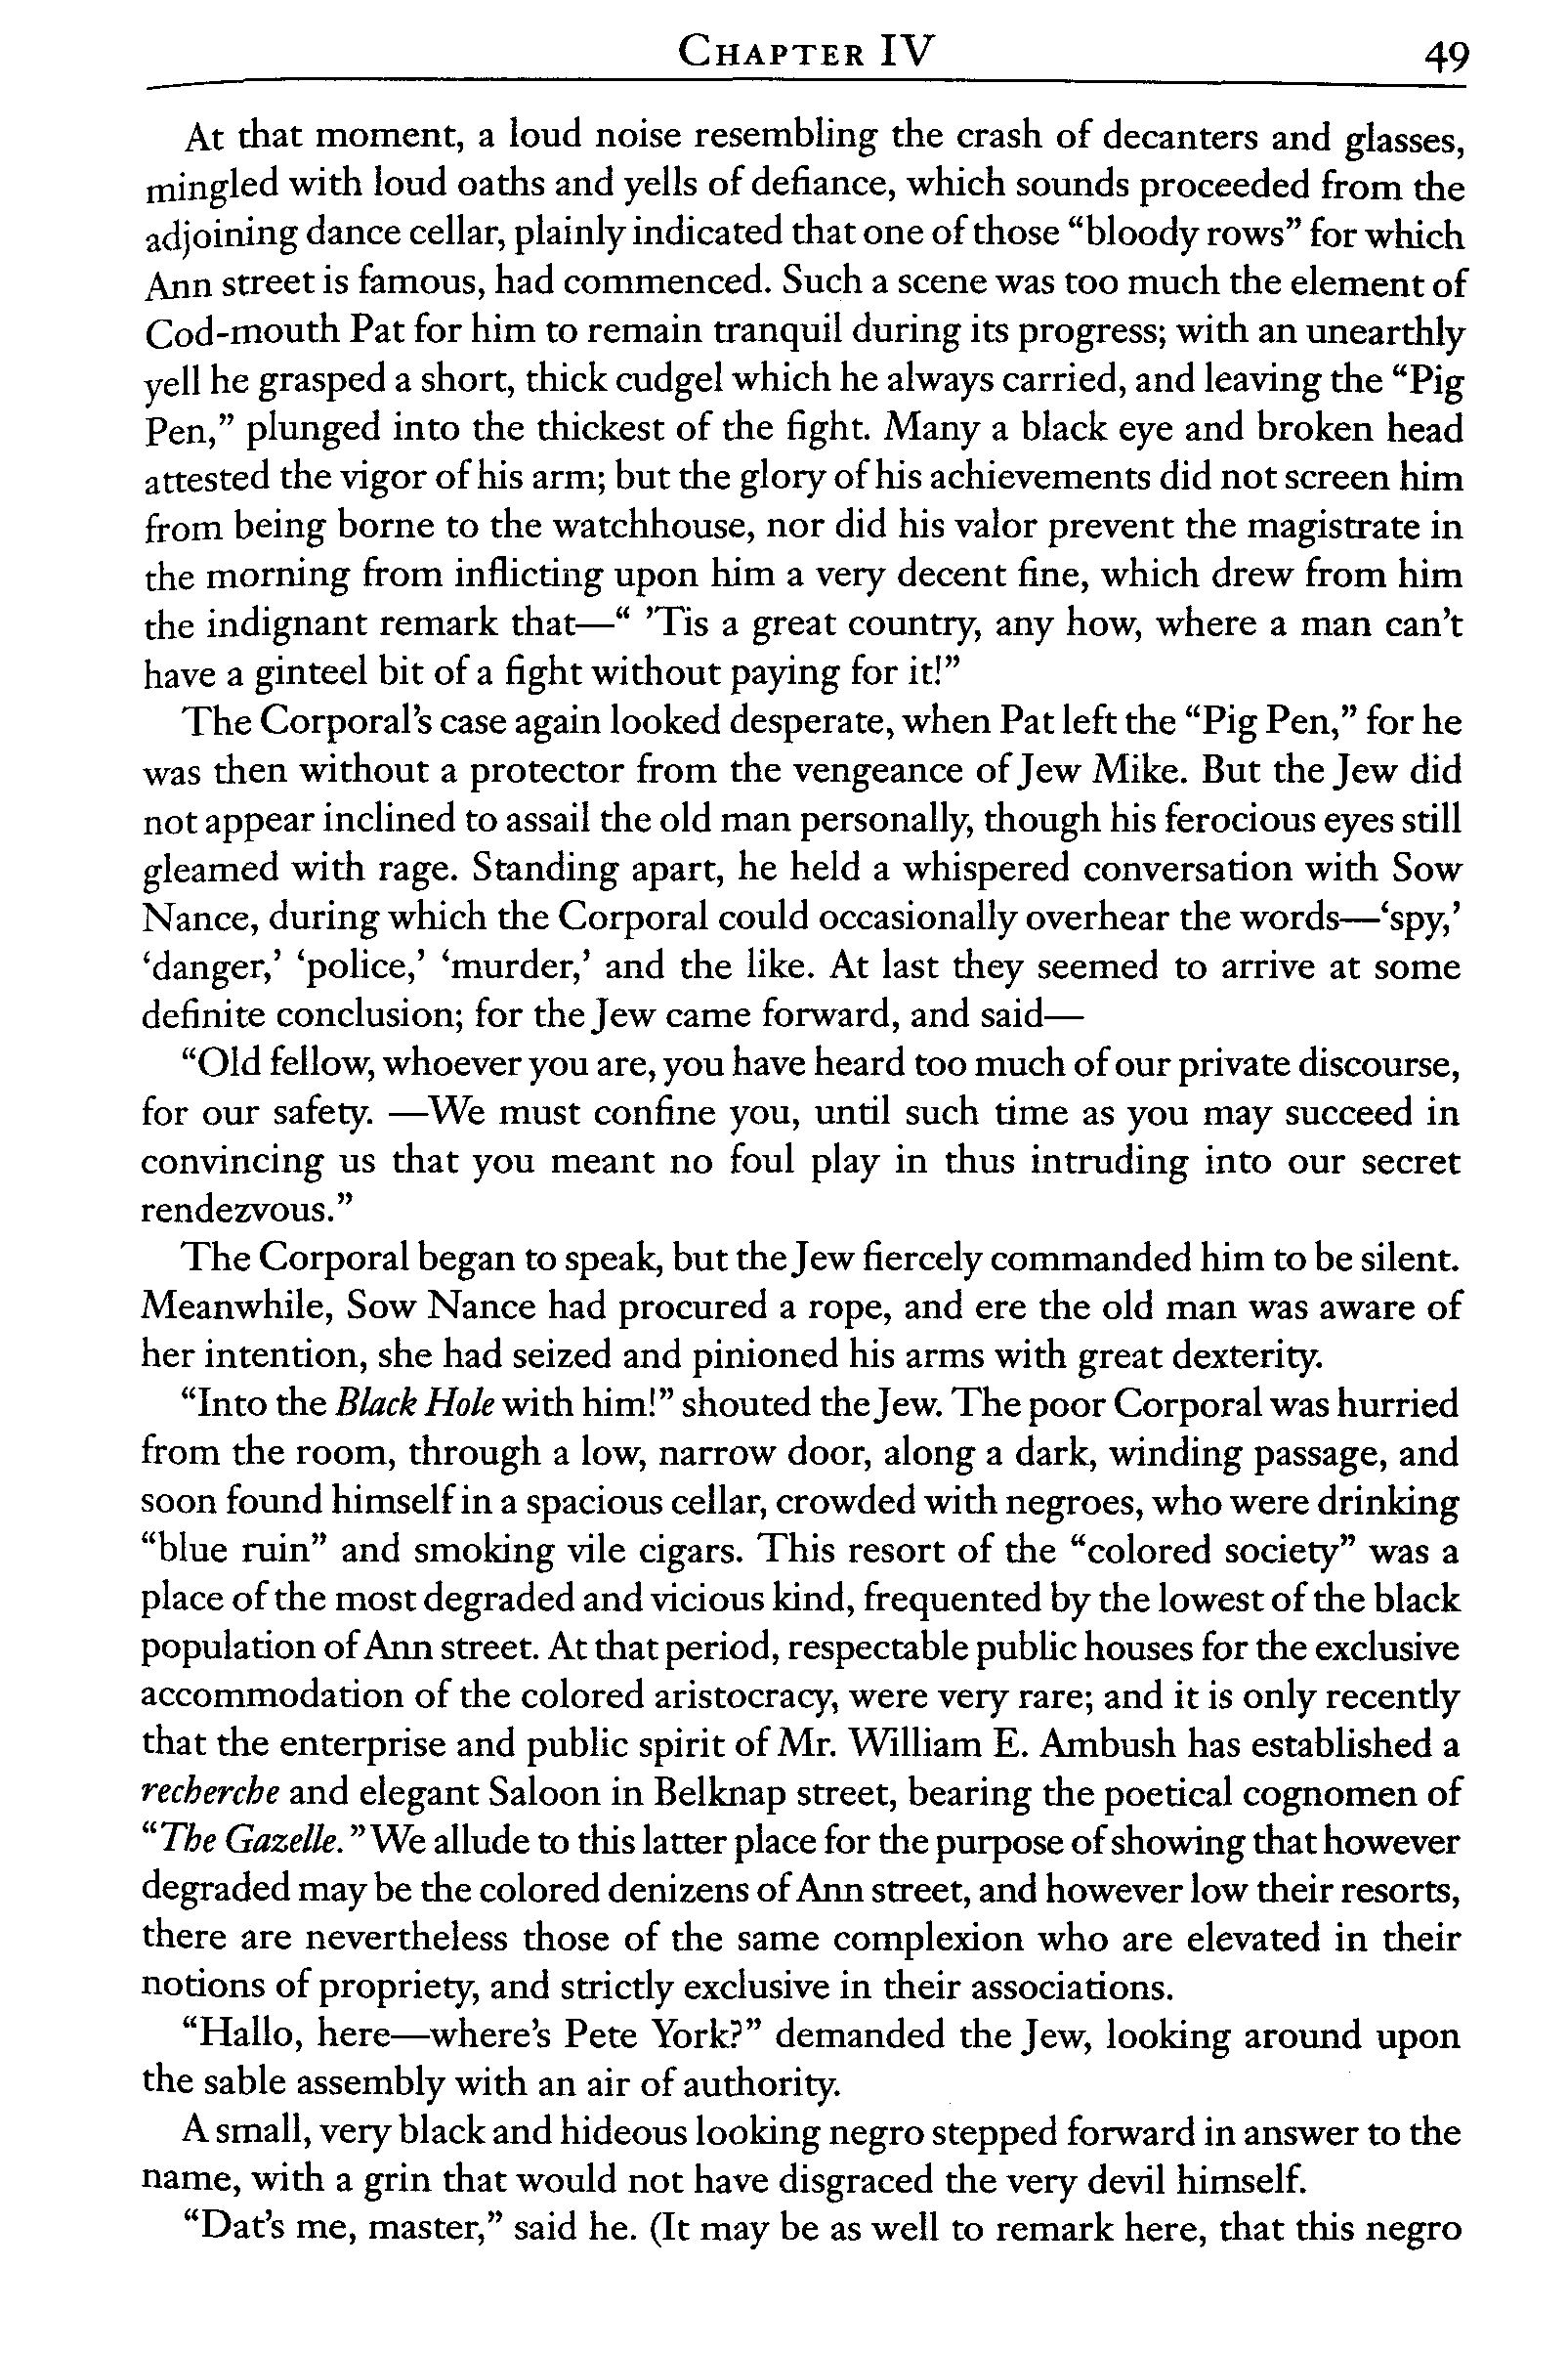 CHAPTER IV 49
At that moment, a loud noise resembling the crash of decanters and glasses,
mingled with loud oaths and yells of defiance, which sounds proceeded from the
adjoining dance cellar, plainly indicated that one of those “bloody rows” for which
Ann street is famous, had commenced. Such a scene was too much the element of
Cod-mouth Pat for him to remain tranquil during its progress; with an unearthly
yell he grasped a short, thick cudgel which he always carried, and leaving the “Pig
Pen,” plunged into the thickest of the fight. Many a black eye and broken head
attested the vigor of his arm; but the glory of his achievements did not screen him
from being borne to the watchhouse, nor did his valor prevent the magistrate in
the morning from inflicting upon him a very decent fine, which drew from him
the indignant remark that—“ ’Tis a great country, any how, where a man can’t
have a ginteel bit of a fight without paying for it!”
The Corporal’s case again looked desperate, when Pat left the “Pig Pen,” for he
was then without a protector from the vengeance of Jew Mike. But the Jew did
not appear inclined to assail the old man personally, though his ferocious eyes still
gleamed with rage. Standing apart, he held a whispered conversation with Sow
Nance, during which the Corporal could occasionally overhear the words—‘spy,’
‘danger,’ ‘police,’ ‘murder,’ and the like. At last they seemed to arrive at some
definite conclusion; for the Jew came forward, and said—
“Old fellow, whoever you are, you have heard too much of our private discourse,
for our safety. —We must confine you, until such time as you may succeed in
convincing us that you meant no foul play in thus intruding into our secret
rendezvous.”
The Corporal began to speak, but the Jew fiercely commanded him to be silent.
Meanwhile, Sow Nance had procured a rope, and ere the old man was aware of
her intention, she had seized and pinioned his arms with great dexterity.
“Into the Black Hole with him!” shouted the Jew. The poor Corporal was hurried
from the room, through a low, narrow door, along a dark, winding passage, and
soon found himself in a spacious cellar, crowded with negroes, who were drinking
“blue ruin” and smoking vile cigars. This resort of the “colored society” was a
place of the most degraded and vicious kind, frequented by the lowest of the black
population of Ann street. At that period, respectable public houses for the exclusive
accommodation of the colored aristocracy, were very rare; and it is only recently
that the enterprise and public spirit of Mr. William E. Ambush has established a
recherche and elegant Saloon in Belknap street, bearing the poetical cognomen of
“The Gazelle.” We allude to this latter place for the purpose of showing that however
degraded may be the colored denizens of Ann street, and however low their resorts,
there are nevertheless those of the same complexion who are elevated in their
notions of propriety, and strictly exclusive in their associations.
“Hallo, here—where’s Pete York?” demanded the Jew, looking around upon
the sable assembly with an air of authority.
A small, very black and hideous looking negro stepped forward in answer to the
name, with a grin that would not have disgraced the very devil himself.
“Dat’s me, master,” said he. (It may be as well to remark here, that this negro